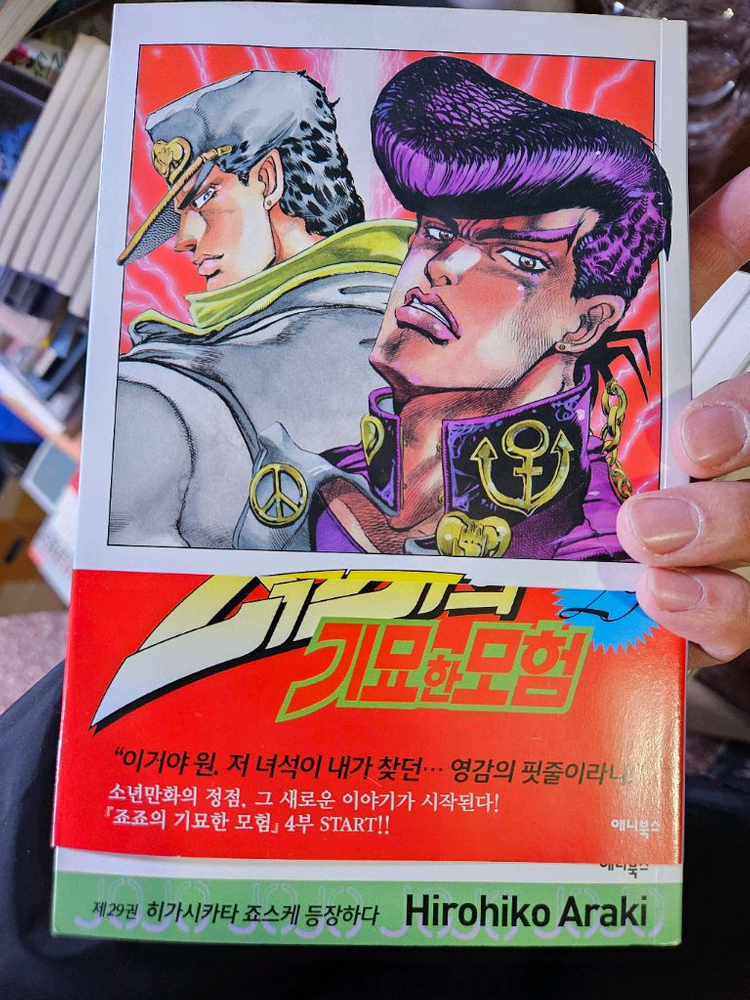 기묘한모험
“이거야 원. 저 녀석이 내가 찾던… 영감의 핏줄이라니!”
소년만화의 정점, 그 새로운 이야기가 시작된다!
『죠죠의 기묘한 모험』 4부 START!!
애니북스
애니북스
제29권 히가시카타 죠스케 등장하다 Hirohiko Araki